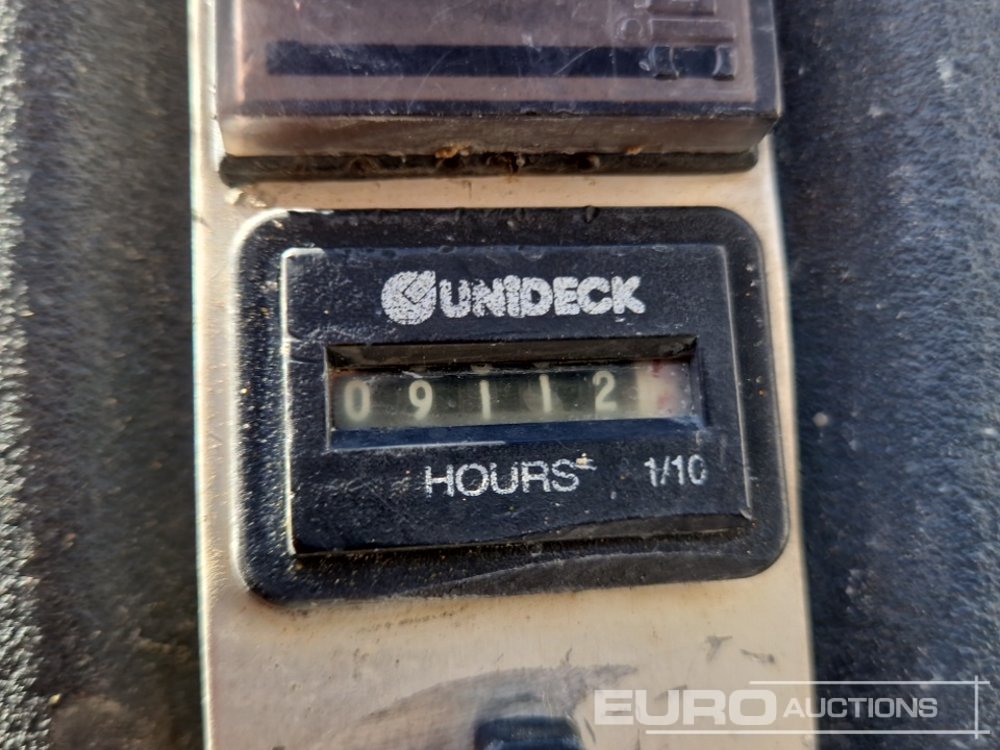 UNIDECK
0 9 1 1 2
HOURS 1/10
EURO AUCTIONS